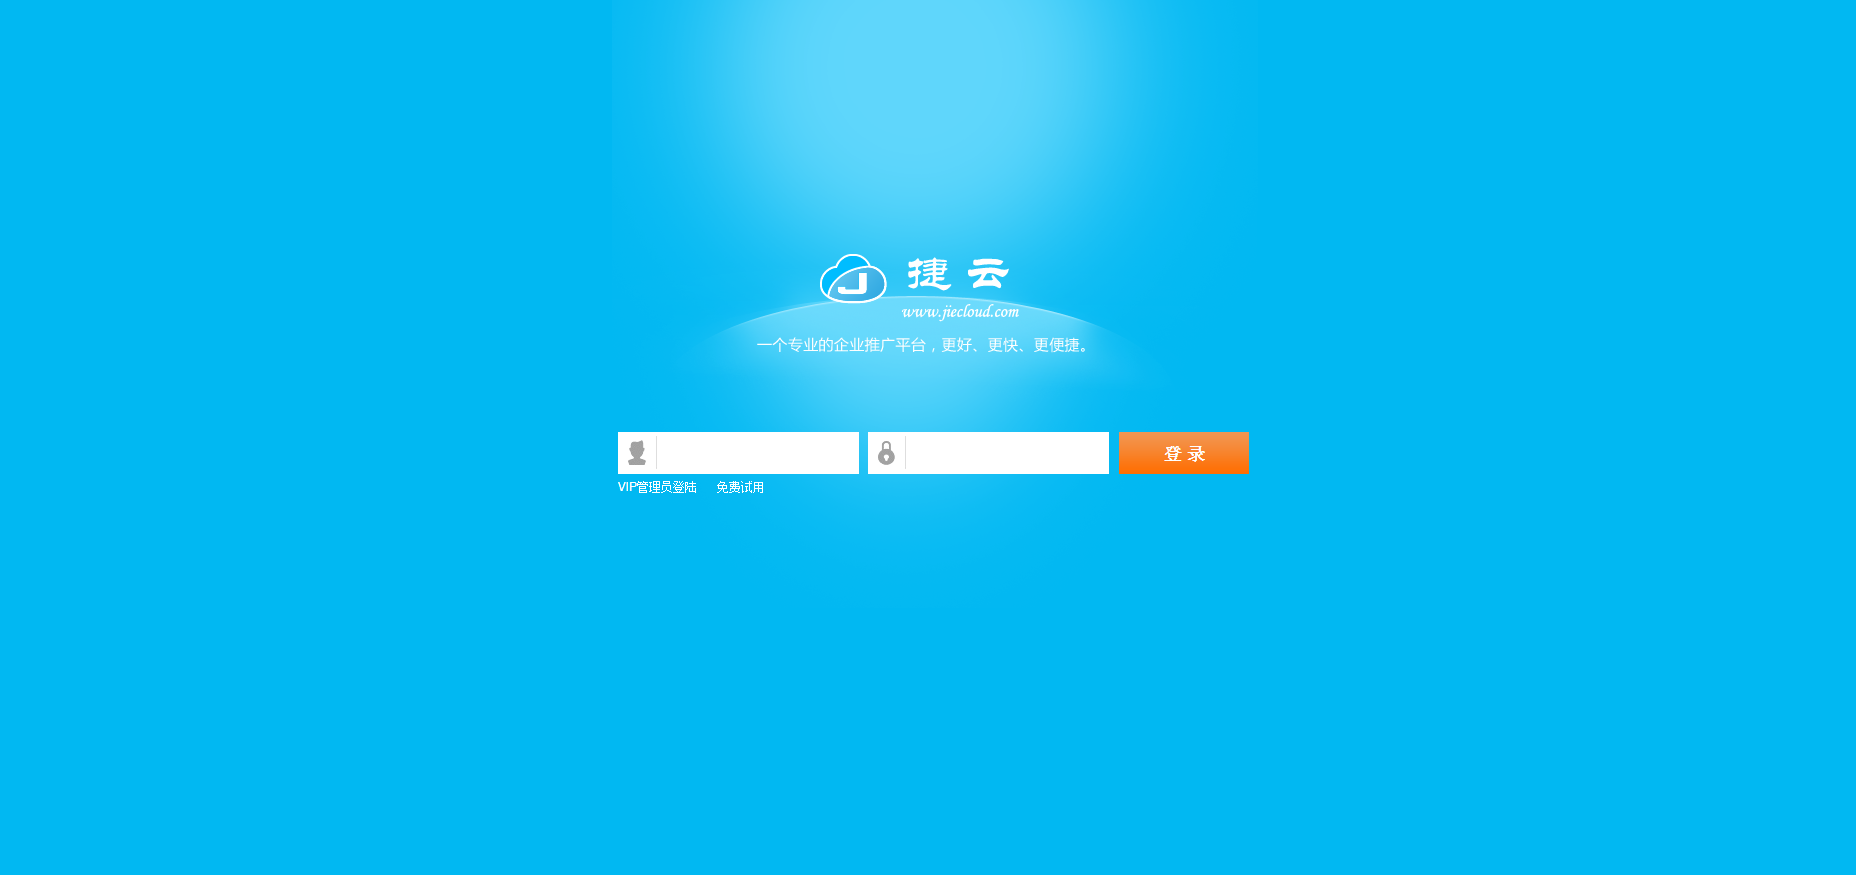 J 捷云
www.jiecloud.com
一个专业的企业推广平台，更好、更快、更便捷。
登 录
VIP管理员登陆 免费试用